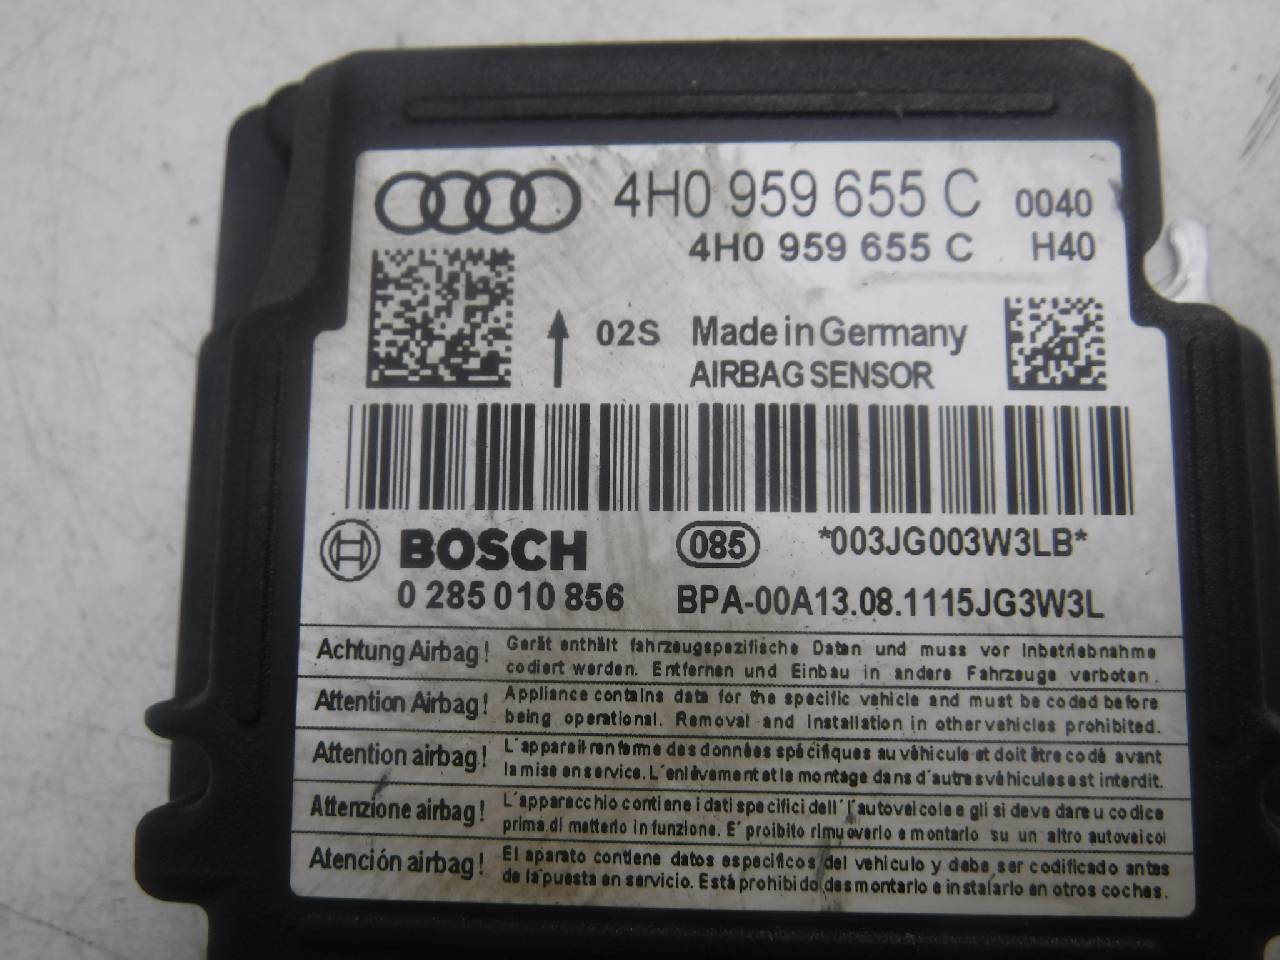 4H0 959 655 C 0040
4H0 959 655 C H40
02S Made in Germany
AIRBAG SENSOR
BOSCH 085 *003JG003W3LB*
0 285 010 856 BPA-00A13.08.1115JG3W3L
Achtung Airbag! Gerät enthält fahrzeugspezifische Daten und muss vor Inbetriebnahme
codiert werden. Entfernen und Einbau in andere Fahrzeuge verboten.
Attention Airbag! Appliance contains data for the specific vehicle and must be coded before
being operational. Removal and installation in other vehicles prohibited.
Attention airbag! L'appareil renferme des données spécifiques au véhicule et doit être codé avant
la mise en service. L'enlèvement et le montage dans d'autres véhicules est interdit.
Attenzione airbag! L'apparecchio contiene i dati specifici dell' l'autoveicolo e gli si deve dare u codice
prima di metterlo in funzione. E' proibito rimuoverlo e montarlo su un altro autoveicol
Atención airbag! El aparato contiene datos especificos del vehiculo y debe ser codificado antes
de la puesta en servicio. Está prohibido desmontarlo e instalarlo en otros coches.